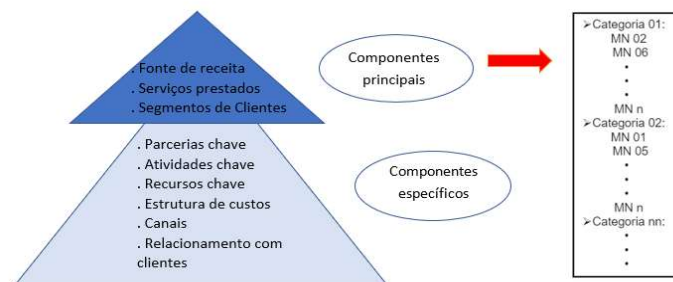 . Fonte de receita
. Serviços prestados
. Segmentos de Clientes
. Parcerias chave
. Atividades chave
. Recursos chave
. Estrutura de custos
. Canais
. Relacionamento com
clientes
Componentes
principais
Componentes
específicos
➢Categoria 01:
MN 02
MN 06
•
•
•
MN n
➢Categoria 02:
MN 01
MN 05
•
•
•
MN n
➢Categoria nn:
•
•
•